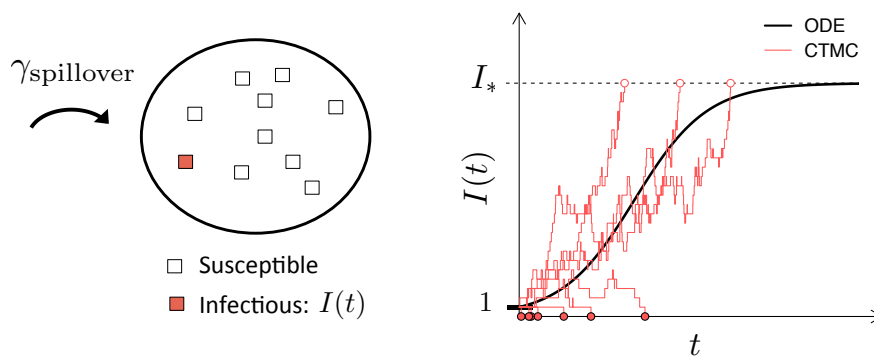 γspillover
Susceptible
Infectious: I(t)
ODE
CTMC
I*
I(t)
1
t